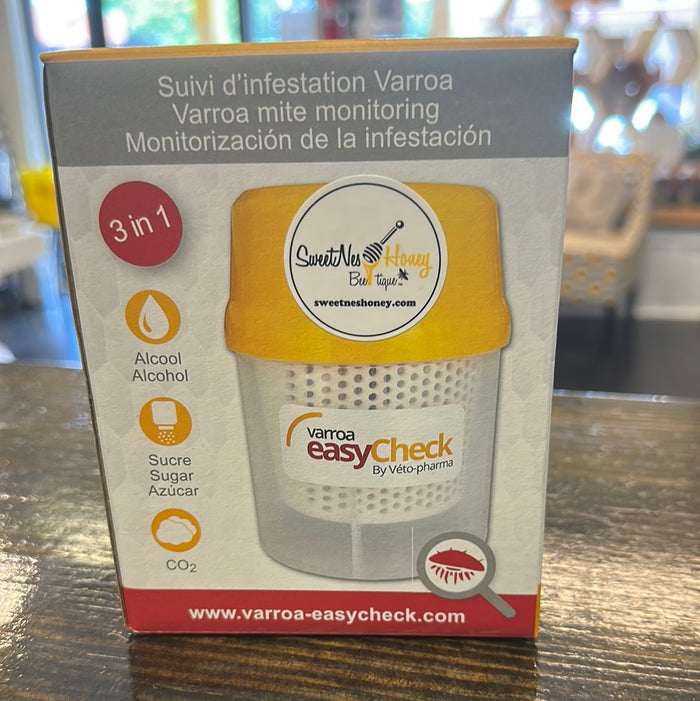 Suivi d'infestation Varroa
Varroa mite monitoring
Monitorización de la infestación
3 in 1
SweetNes Honey
Bee tique
sweetneshoney.com
Alcool
Alcohol
Sucre
Sugar
Azúcar
CO₂
varroa
easyCheck
By Véto-pharma
www.varroa-easycheck.com